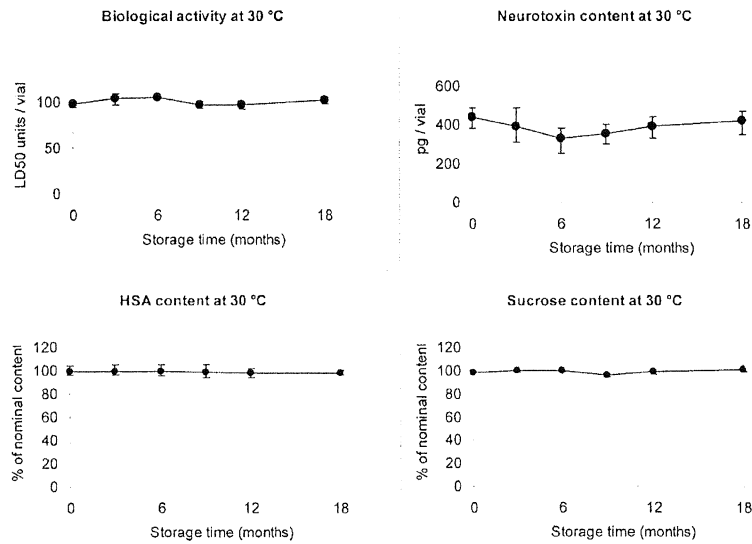 Biological activity at 30 °C
LD50 units / vial
100
50
0
0 6 12 18
Storage time (months)
Neurotoxin content at 30 °C
pg / vial
600
400
200
0
0 3 6 9 12 18
Storage time (months)
HSA content at 30 °C
% of nominal content
120
100
80
60
40
20
0
0 6 12 18
Storage time (months)
Sucrose content at 30 °C
% of nominal content
120
100
80
60
40
20
0
0 6 12 18
Storage time (months)